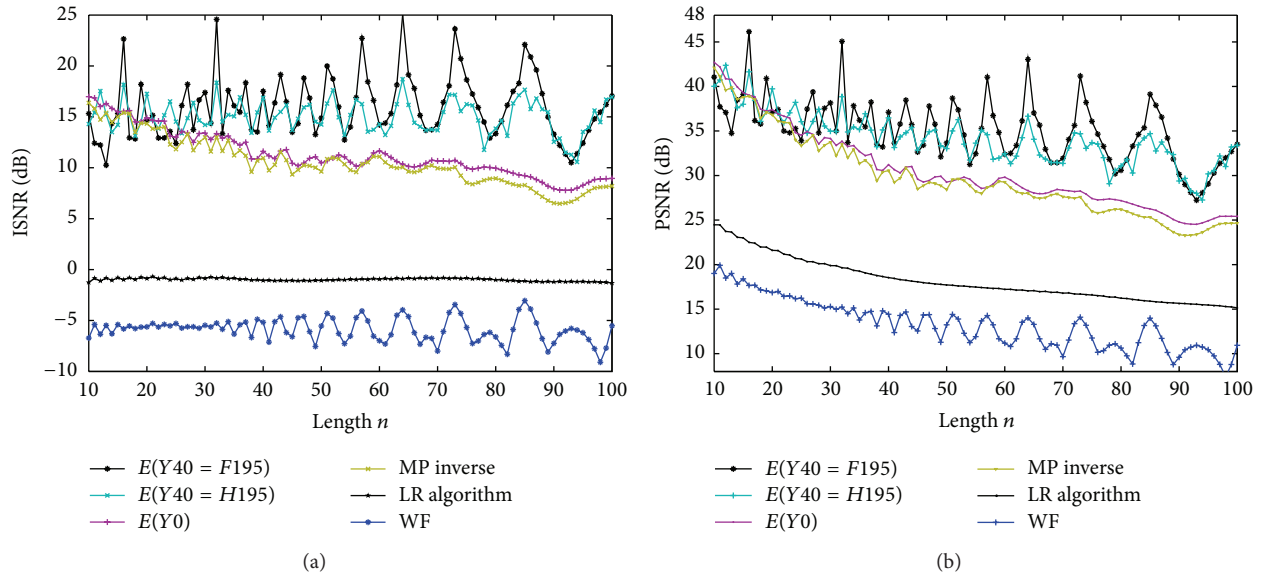 25
20
15
10
5
0
−5
−10
ISNR (dB)
10 20 30 40 50 60 70 80 90 100
Length n
E(Y40 = F195)
E(Y40 = H195)
E(Y0)
MP inverse
LR algorithm
WF
(a)
48
45
40
35
30
25
20
15
10
PSNR (dB)
10 20 30 40 50 60 70 80 90 100
Length n
E(Y40 = F195)
E(Y40 = H195)
E(Y0)
MP inverse
LR algorithm
WF
(b)